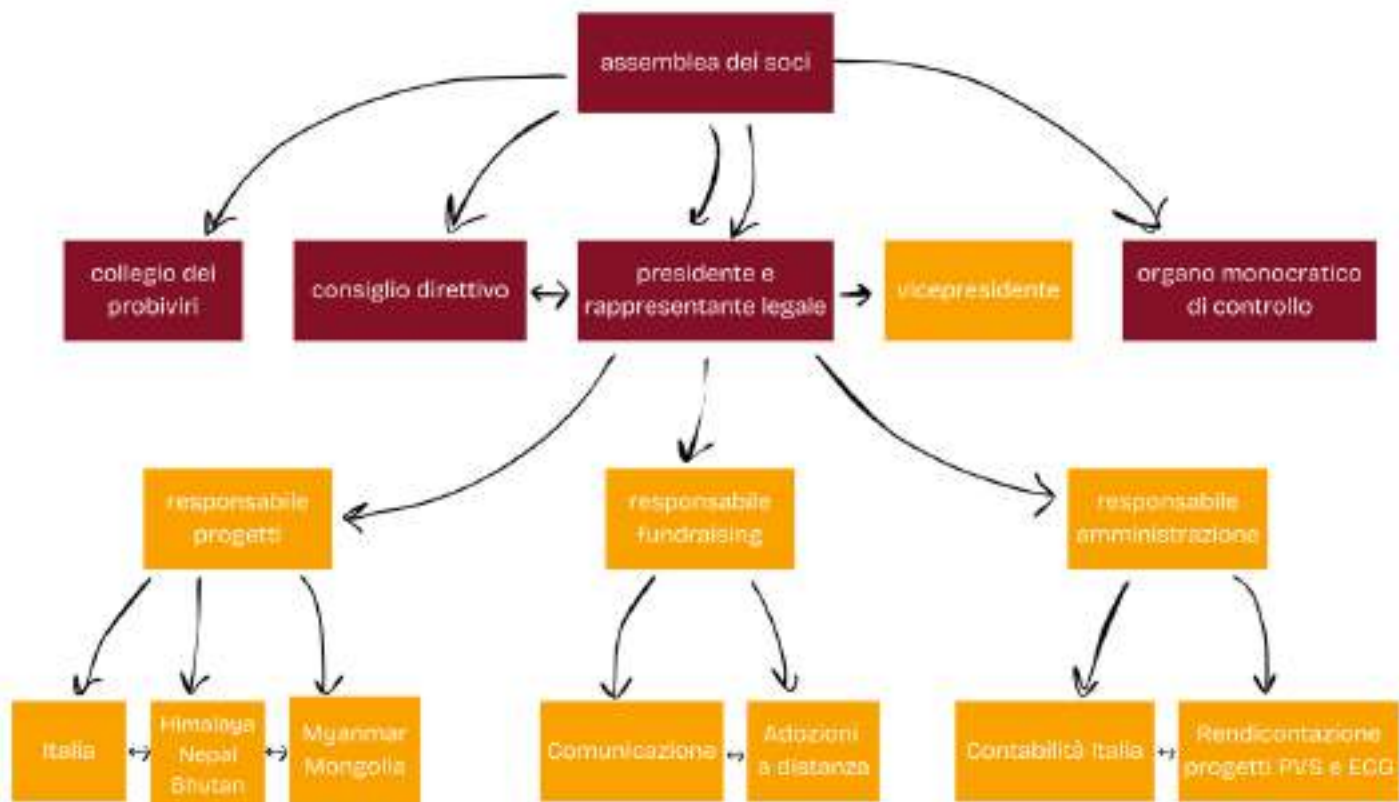 assemblea dei soci
collegio dei
probiviri
consiglio direttivo
presidente e
rappresentante legale
vicepresidente
organo monocratico
di controllo
responsabile
progetti
responsabile
fundraising
responsabile
amministrazione
Italia
Himalaya
Nepal
Bhutan
Myanmar
Mongolia
Comunicazione
Adozioni
a distanza
Contabilità Italia
Rendicontazione
progetti PVS e ECG